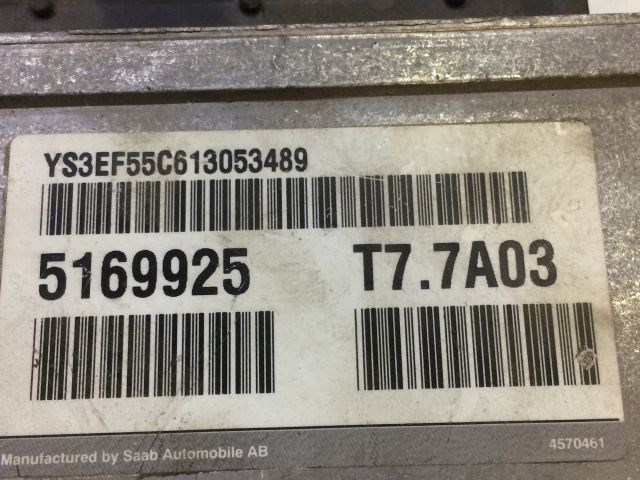 YS3EF55C613053489
5169925 T7.7A03
Manufactured by Saab Automobile AB 4570461